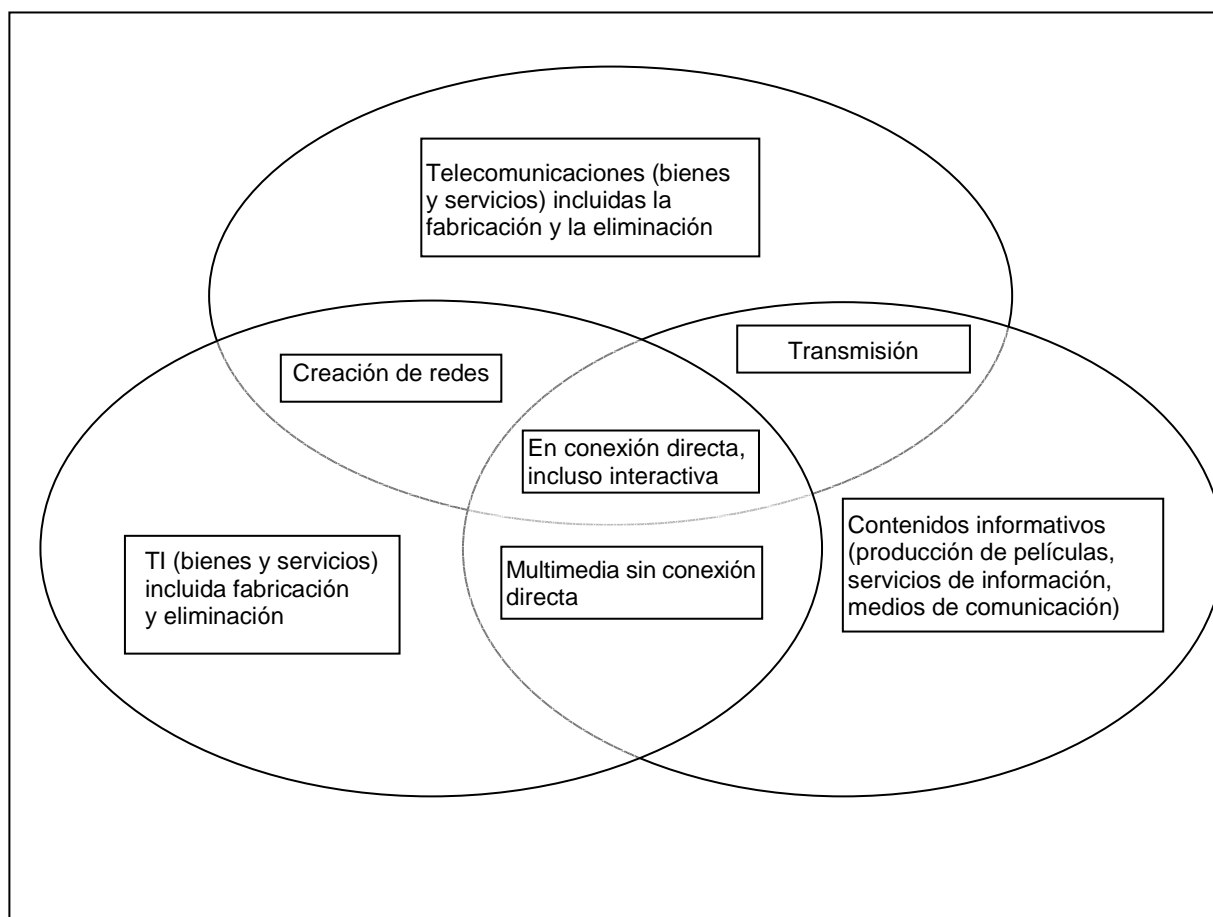 Telecomunicaciones (bienes
y servicios) incluidas la
fabricación y la eliminación
Transmisión
Creación de redes
En conexión directa,
incluso interactiva
Contenidos informativos
(producción de películas,
servicios de información,
medios de comunicación)
TI (bienes y servicios)
incluida fabricación
y eliminación
Multimedia sin conexión
directa